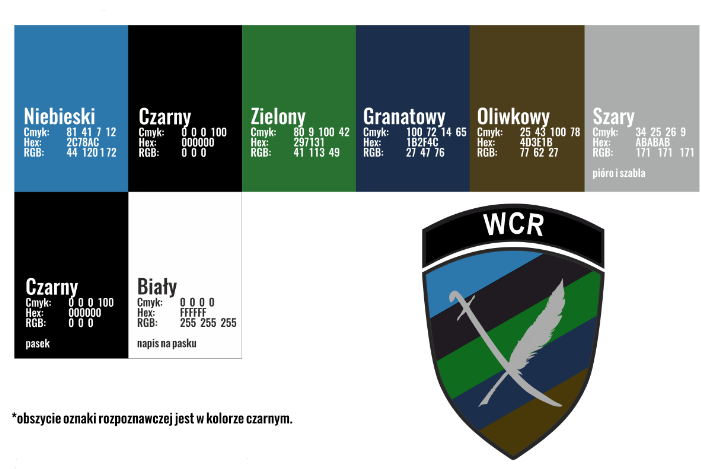 Niebieski
Cmyk: 81 41 7 12
Hex: 2C78AC
RGB: 44 120 172
Czarny
Cmyk: 0 0 0 100
Hex: 000000
RGB: 0 0 0
Zielony
Cmyk: 80 9 100 42
Hex: 297131
RGB: 41 113 49
Granatowy
Cmyk: 100 72 14 65
Hex: 1B2F4C
RGB: 27 47 76
Oliwkowy
Cmyk: 25 43 100 78
Hex: 4D3E1B
RGB: 77 62 27
Szary
Cmyk: 34 25 26 9
Hex: ABABAB
RGB: 171 171 171
pióro i szabla
Czarny
Cmyk: 0 0 0 100
Hex: 000000
RGB: 0 0 0
pasek
Biały
Cmyk: 0 0 0 0
Hex: FFFFFF
RGB: 255 255 255
napis na pasku
WCR
*obszycie oznaki rozpoznawczej jest w kolorze czarnym.